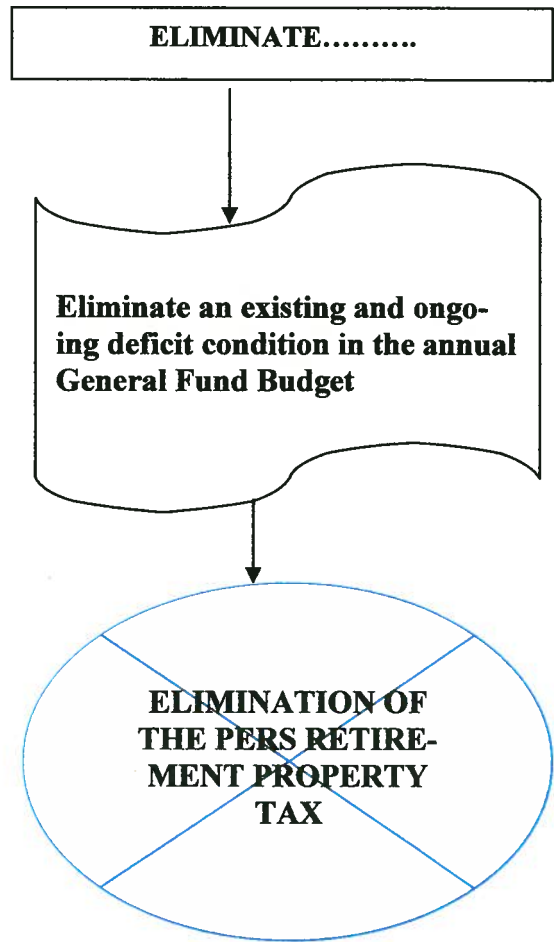 ELIMINATE..........
Eliminate an existing and ongo-
ing deficit condition in the annual
General Fund Budget
ELIMINATION OF
THE PERS RETIRE-
MENT PROPERTY
TAX